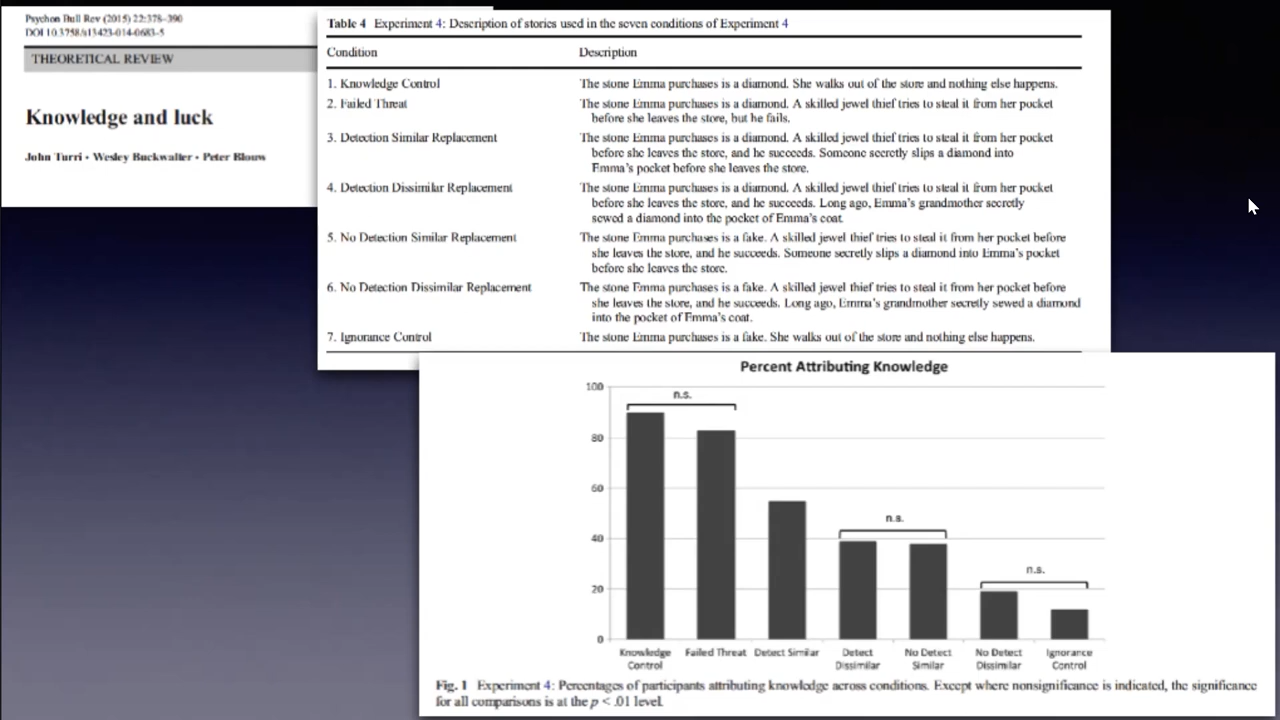 Psychon Bull Rev (2015) 22:378–390
DOI 10.3758/s13423-014-0683-5
THEORETICAL REVIEW
Knowledge and luck
John Turri • Wesley Buckwalter • Peter Blouw
Table 4 Experiment 4: Description of stories used in the seven conditions of Experiment 4
Condition Description
1. Knowledge Control The stone Emma purchases is a diamond. She walks out of the store and nothing else happens.
2. Failed Threat The stone Emma purchases is a diamond. A skilled jewel thief tries to steal it from her pocket
before she leaves the store, but he fails.
3. Detection Similar Replacement The stone Emma purchases is a diamond. A skilled jewel thief tries to steal it from her pocket
before she leaves the store, and he succeeds. Someone secretly slips a diamond into
Emma's pocket before she leaves the store.
4. Detection Dissimilar Replacement The stone Emma purchases is a diamond. A skilled jewel thief tries to steal it from her pocket
before she leaves the store, and he succeeds. Long ago, Emma's grandmother secretly
sewed a diamond into the pocket of Emma's coat.
5. No Detection Similar Replacement The stone Emma purchases is a fake. A skilled jewel thief tries to steal it from her pocket before
she leaves the store, and he succeeds. Someone secretly slips a diamond into Emma's pocket
before she leaves the store.
6. No Detection Dissimilar Replacement The stone Emma purchases is a fake. A skilled jewel thief tries to steal it from her pocket before
she leaves the store, and he succeeds. Long ago, Emma's grandmother secretly sewed a diamond
into the pocket of Emma's coat.
7. Ignorance Control The stone Emma purchases is a fake. She walks out of the store and nothing else happens.
Percent Attributing Knowledge
100
80
60
40
20
0
n.s.
n.s.
n.s.
Knowledge Control
Failed Threat
Detect Similar
Detect Dissimilar
No Detect Similar
No Detect Dissimilar
Ignorance Control
Fig. 1 Experiment 4: Percentages of participants attributing knowledge across conditions. Except where nonsignificance is indicated, the significance
for all comparisons is at the p < .01 level.